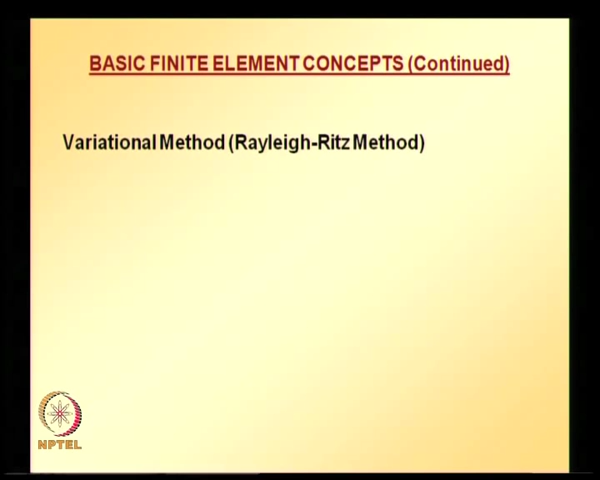 BASIC FINITE ELEMENT CONCEPTS (Continued)
Variational Method (Rayleigh-Ritz Method)
NPTEL